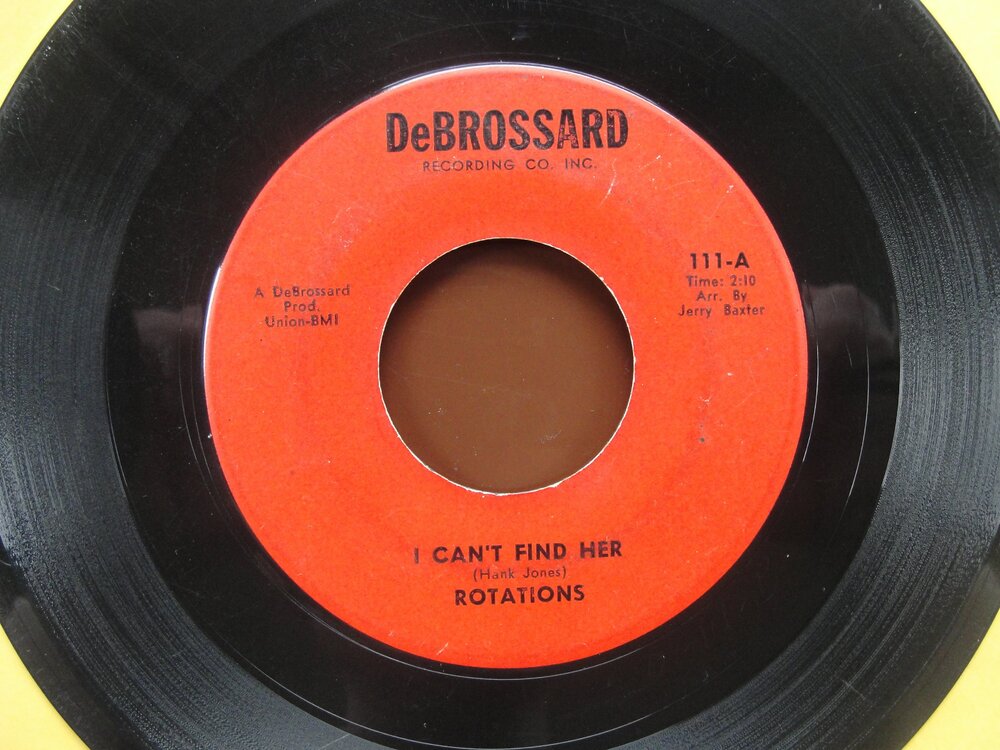 DeBROSSARD
RECORDING CO. INC.
A DeBrossard
Prod.
Union-BMI
111-A
Time: 2:10
Arr. By
Jerry Baxter
I CAN'T FIND HER
(Hank Jones)
ROTATIONS